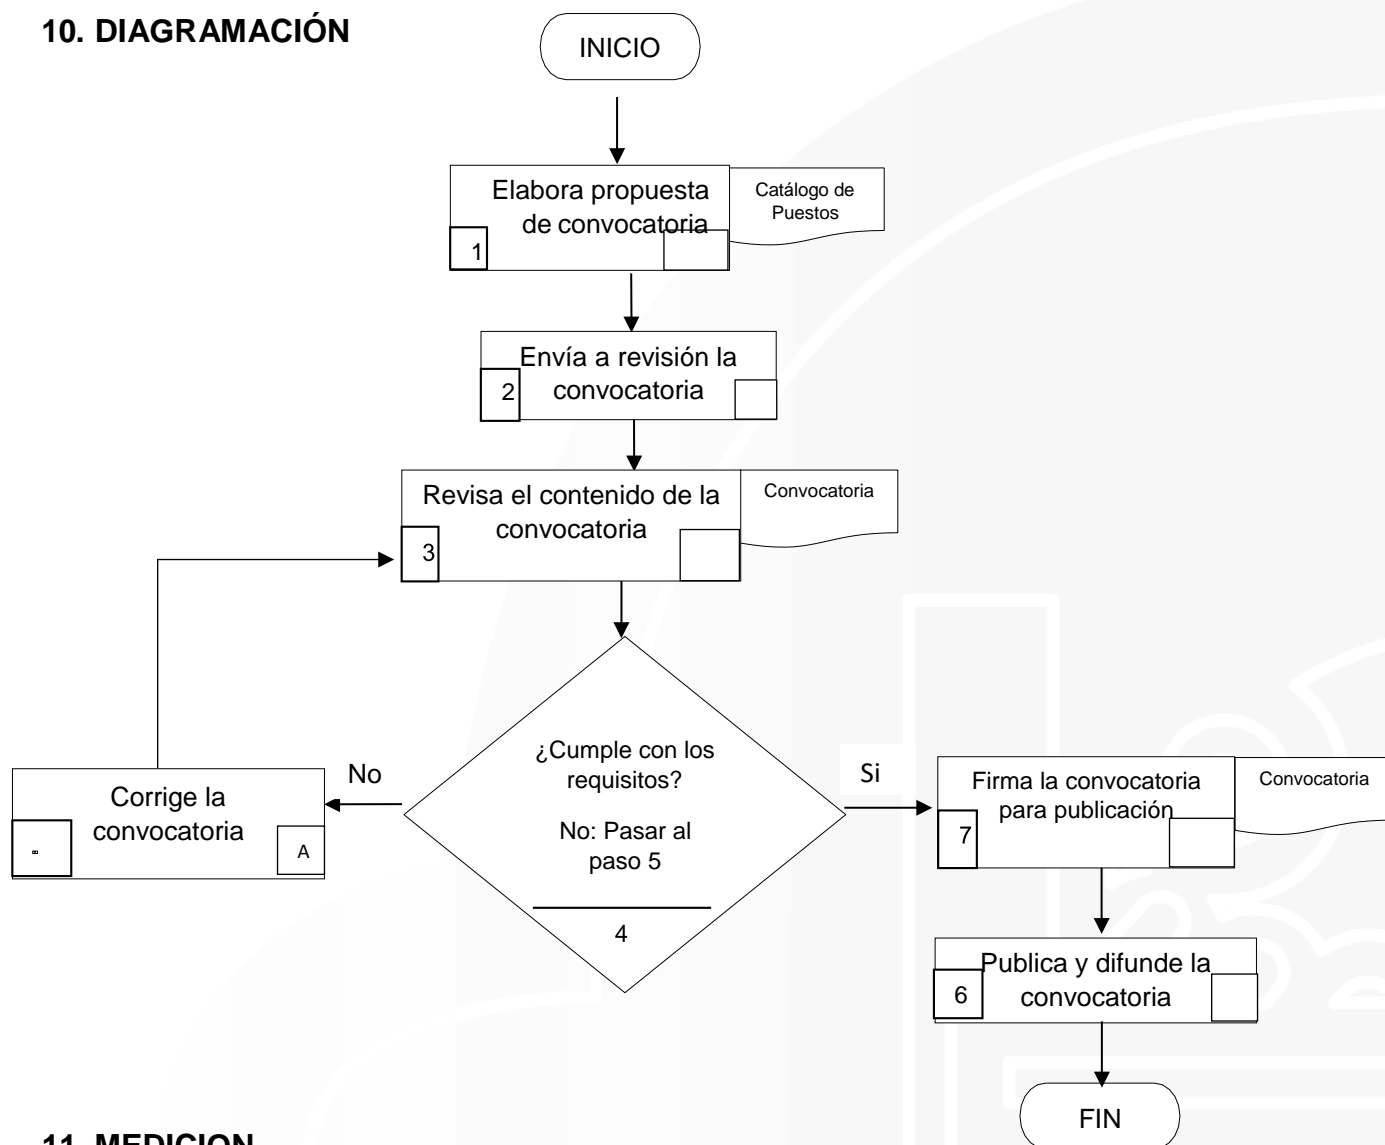 10. DIAGRAMACIÓN
INICIO
Elabora propuesta
de convocatoria
1
Catálogo de
Puestos
Envía a revisión la
convocatoria
2
Revisa el contenido de la
convocatoria
3
Convocatoria
¿Cumple con los
requisitos?
No: Pasar al
paso 5
4
No
Corrige la
convocatoria
A
Si
Firma la convocatoria
para publicación
7
Convocatoria
Publica y difunde la
convocatoria
6
FIN
11. MEDICION